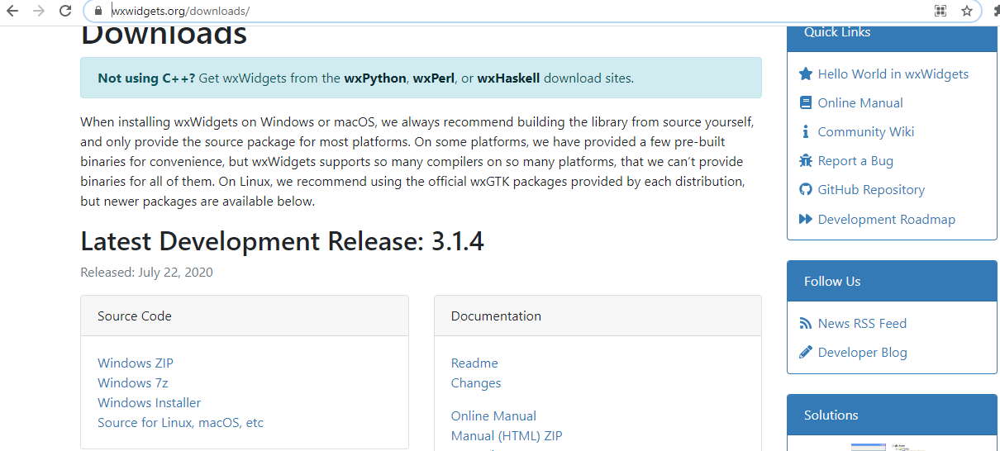 wxwidgets.org/downloads/
Downloads
Not using C++? Get wxWidgets from the wxPython, wxPerl, or wxHaskell download sites.
When installing wxWidgets on Windows or macOS, we always recommend building the library from source yourself,
and only provide the source package for most platforms. On some platforms, we have provided a few pre-built
binaries for convenience, but wxWidgets supports so many compilers on so many platforms, that we can't provide
binaries for all of them. On Linux, we recommend using the official wxGTK packages provided by each distribution,
but newer packages are available below.
Latest Development Release: 3.1.4
Released: July 22, 2020
Source Code
Windows ZIP
Windows 7z
Windows Installer
Source for Linux, macOS, etc
Documentation
Readme
Changes
Online Manual
Manual (HTML) ZIP
Quick Links
Hello World in wxWidgets
Online Manual
Community Wiki
Report a Bug
GitHub Repository
Development Roadmap
Follow Us
News RSS Feed
Developer Blog
Solutions